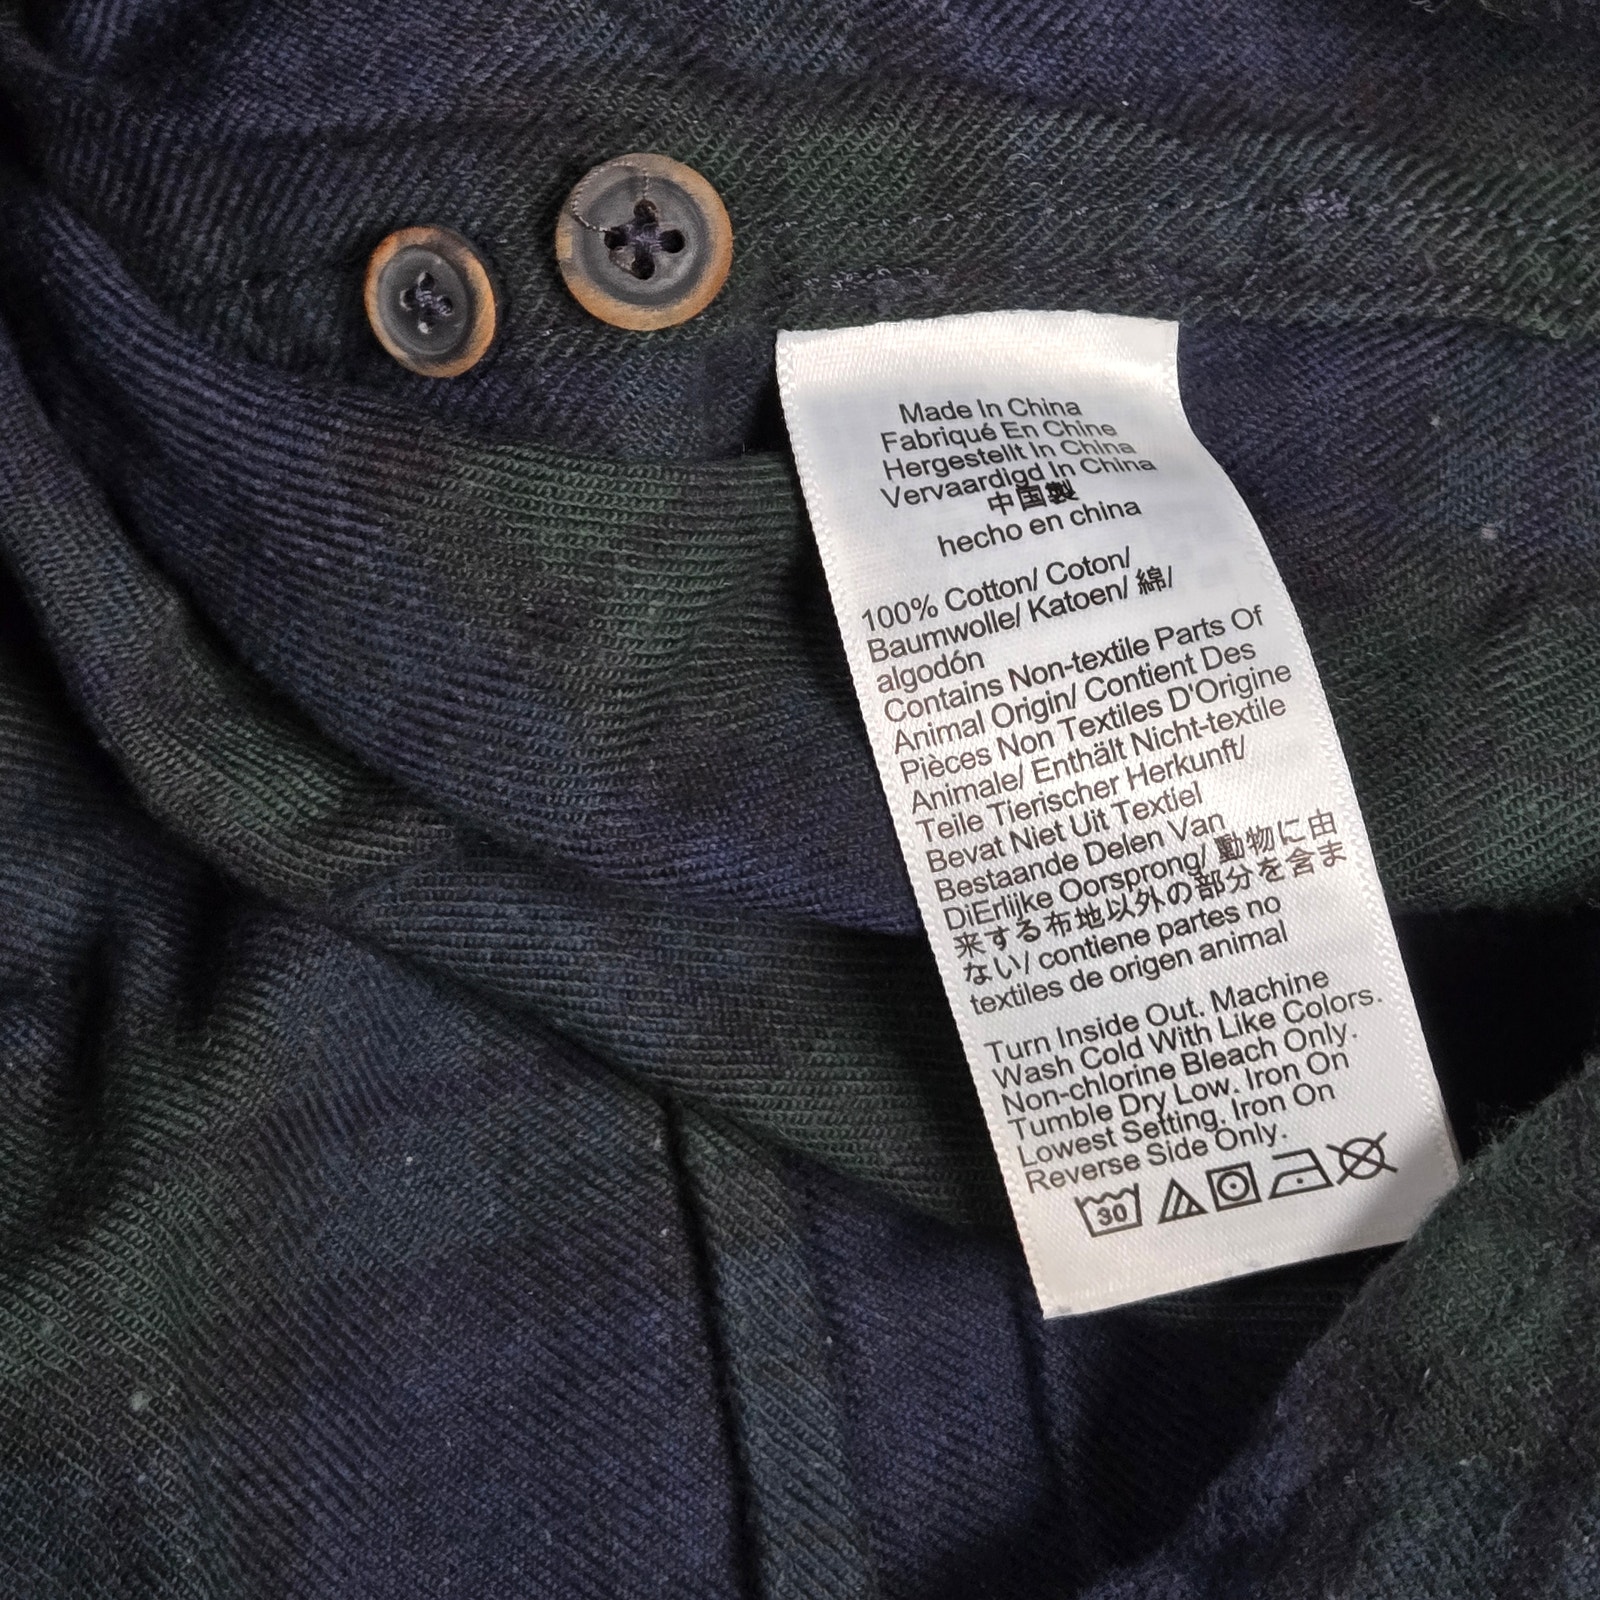 Made In China
Fabriqué En Chine
Hergestellt In China
Vervaardigd In China
中国製
hecho en china
100% Cotton/ Coton/
Baumwolle/ Katoen/ 綿/
algodón
Contains Non-textile Parts Of
Animal Origin/ Contient Des
Pièces Non Textiles D'Origine
Animale/ Enthält Nicht-textile
Teile Tierischer Herkunft/
Bevat Niet Uit Textiel
Bestaande Delen Van
DiErlijke Oorsprong/ 動物に由
来する布地以外の部分を含ま
ない/ contiene partes no
textiles de origen animal
Turn Inside Out. Machine
Wash Cold With Like Colors.
Non-chlorine Bleach Only.
Tumble Dry Low. Iron On
Lowest Setting, Iron On
Reverse Side Only.
30